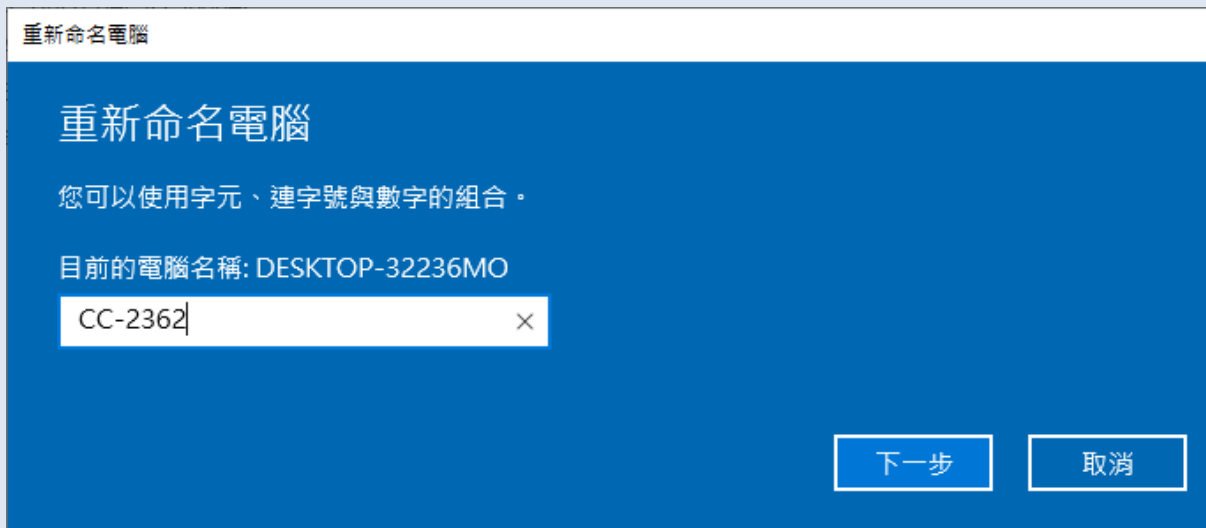 重新命名電腦
重新命名電腦
您可以使用字元、連字號與數字的組合。
目前的電腦名稱: DESKTOP-32236MO
CC-2362
下一步
取消